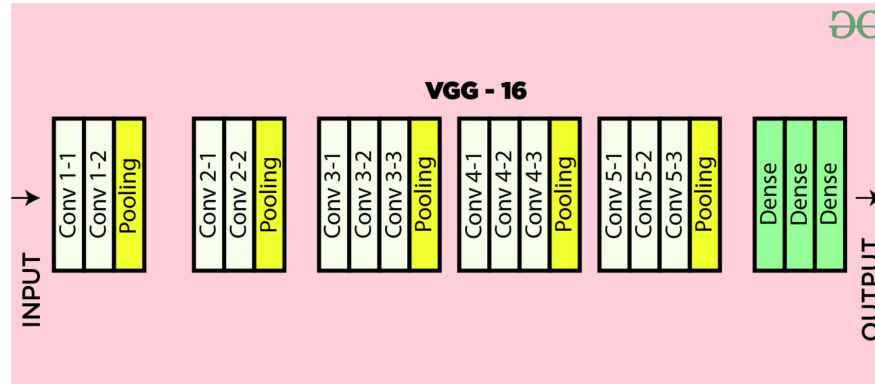 VGG - 16
INPUT
Conv 1-1
Conv 1-2
Pooling
Conv 2-1
Conv 2-2
Pooling
Conv 3-1
Conv 3-2
Conv 3-3
Pooling
Conv 4-1
Conv 4-2
Conv 4-3
Pooling
Conv 5-1
Conv 5-2
Conv 5-3
Pooling
Dense
Dense
Dense
OUTPUT